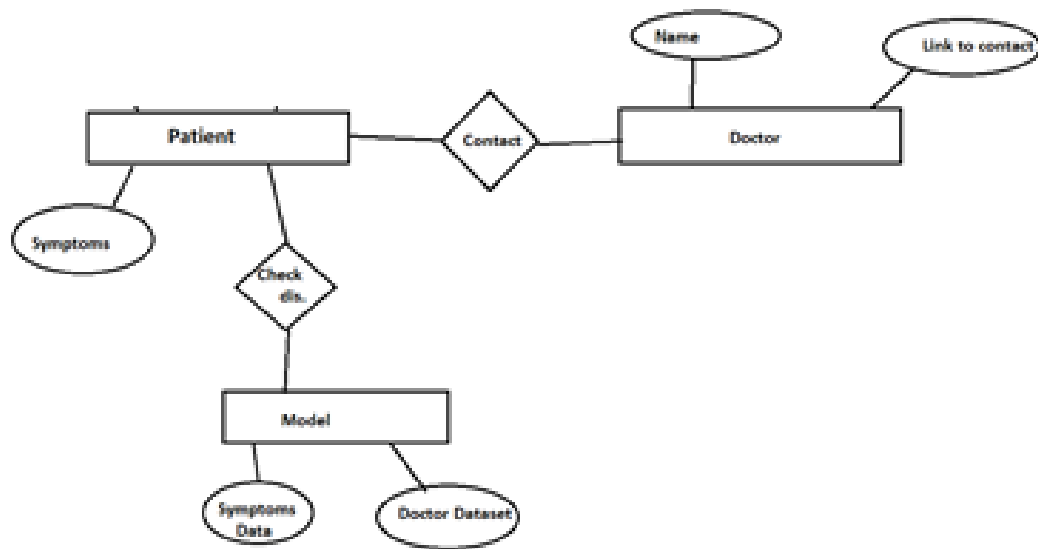 Name
Link to contact
Patient
Contact
Doctor
Symptoms
Check
dis.
Model
Symptoms
Data
Doctor Dataset